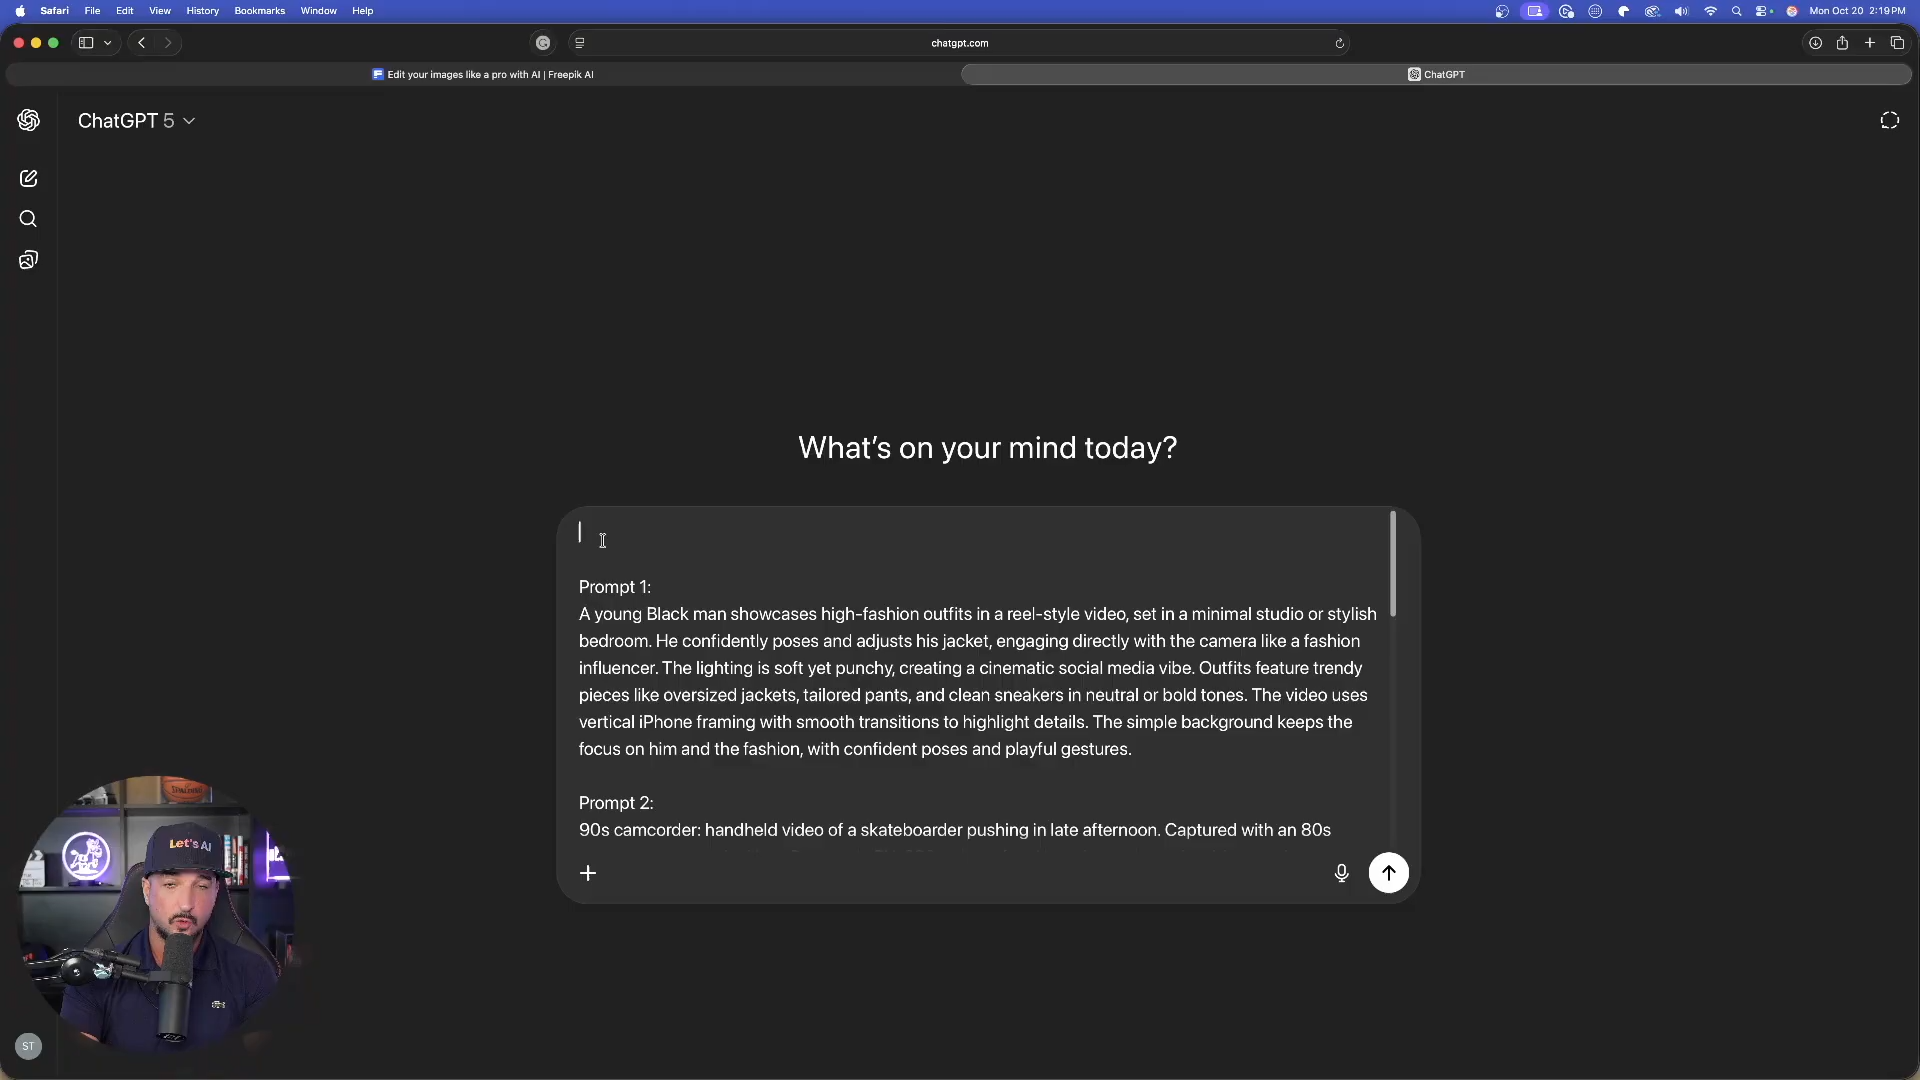 Safari File Edit View History Bookmarks Window Help
Mon Oct 20 2:19 PM
chatgpt.com
Edit your images like a pro with AI | Freepik AI
ChatGPT
ChatGPT 5
What's on your mind today?
Prompt 1:
A young Black man showcases high-fashion outfits in a reel-style video, set in a minimal studio or stylish
bedroom. He confidently poses and adjusts his jacket, engaging directly with the camera like a fashion
influencer. The lighting is soft yet punchy, creating a cinematic social media vibe. Outfits feature trendy
pieces like oversized jackets, tailored pants, and clean sneakers in neutral or bold tones. The video uses
vertical iPhone framing with smooth transitions to highlight details. The simple background keeps the
focus on him and the fashion, with confident poses and playful gestures.
Prompt 2:
90s camcorder: handheld video of a skateboarder pushing in late afternoon. Captured with an 80s
Let's AI
ST